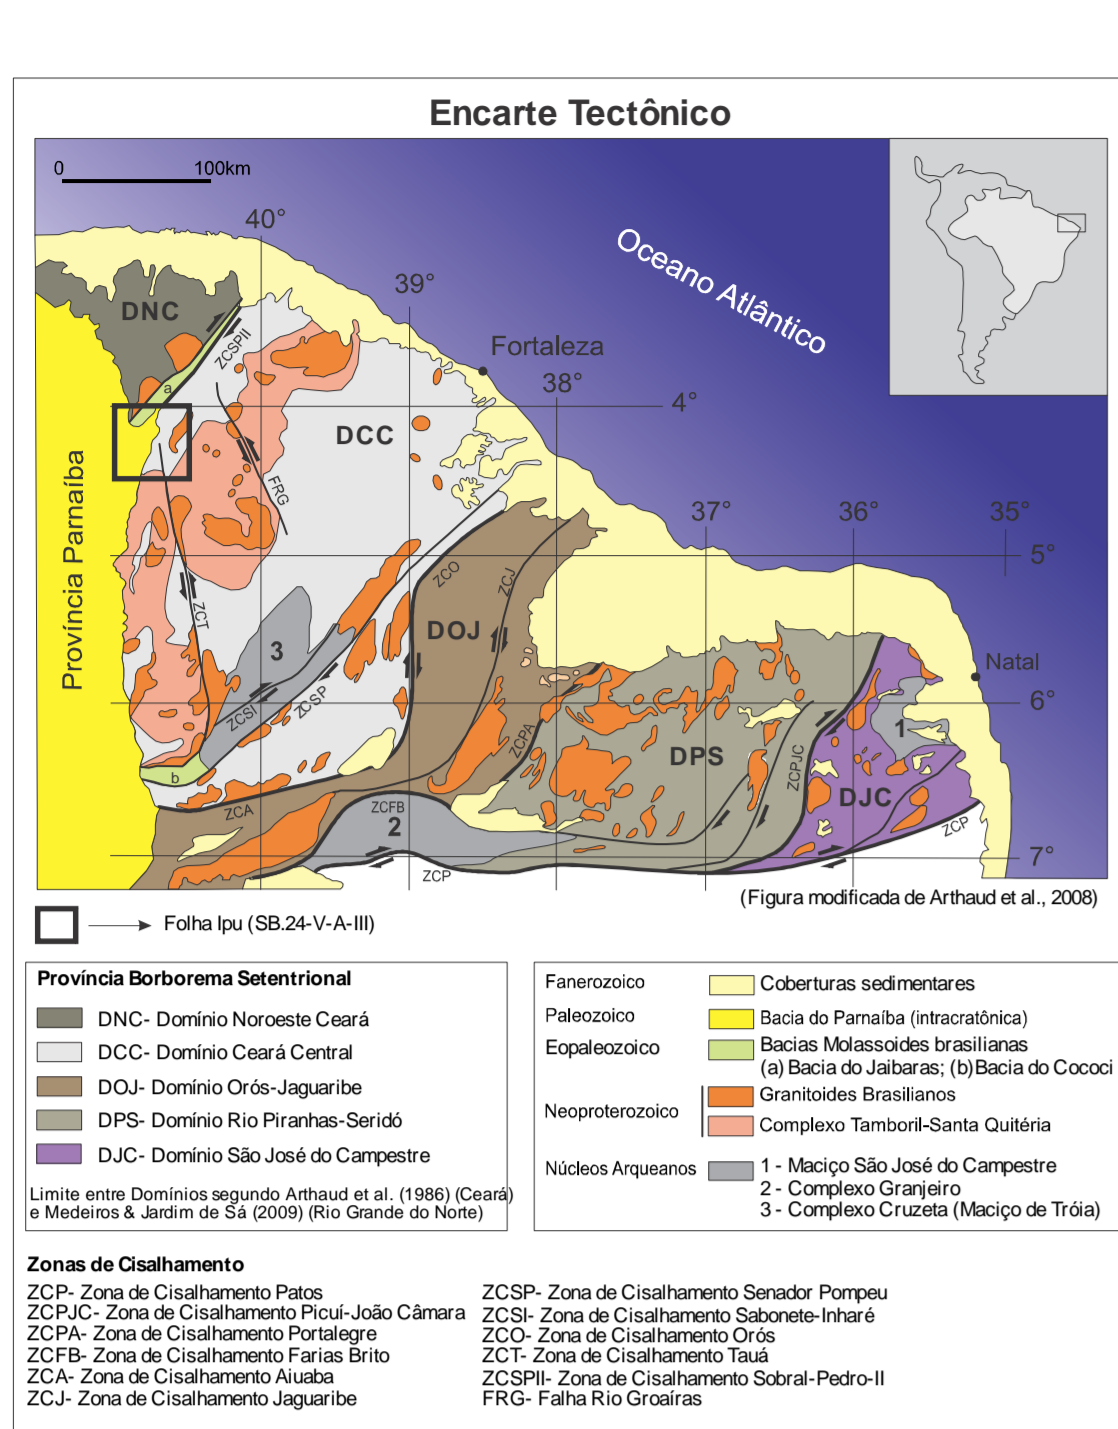 Encarte Tectônico
0 100km
40°
39°
Oceano Atlântico
DNC
ZCSPII
Fortaleza
38°
a
4°
DCC
Província Parnaíba
FRG
37°
36°
35°
5°
ZCO
ZCJ
ZCT
DOJ
3
Natal
ZCSI
ZCSP
6°
1
ZCPA
DPS
ZCPJC
b
DJC
ZCA
ZCFB
2
ZCP
ZCP
7°
(Figura modificada de Arthaud et al., 2008)
Folha Ipu (SB.24-V-A-III)
Província Borborema Setentrional
DNC- Domínio Noroeste Ceará
DCC- Domínio Ceará Central
DOJ- Domínio Orós-Jaguaribe
DPS- Domínio Rio Piranhas-Seridó
DJC- Domínio São José do Campestre
Limite entre Domínios segundo Arthaud et al. (1986) (Ceará)
e Medeiros & Jardim de Sá (2009) (Rio Grande do Norte)
Fanerozoico Coberturas sedimentares
Paleozoico Bacia do Parnaíba (intracratônica)
Eopaleozoico Bacias Molassoides brasilianas
(a) Bacia do Jaibaras; (b)Bacia do Cococi
Neoproterozoico Granitoides Brasilianos
Complexo Tamboril-Santa Quitéria
Núcleos Arqueanos 1 - Maciço São José do Campestre
2 - Complexo Granjeiro
3 - Complexo Cruzeta (Maciço de Tróia)
Zonas de Cisalhamento
ZCP- Zona de Cisalhamento Patos
ZCPJC- Zona de Cisalhamento Picuí-João Câmara
ZCPA- Zona de Cisalhamento Portalegre
ZCFB- Zona de Cisalhamento Farias Brito
ZCA- Zona de Cisalhamento Aiuaba
ZCJ- Zona de Cisalhamento Jaguaribe
ZCSP- Zona de Cisalhamento Senador Pompeu
ZCSI- Zona de Cisalhamento Sabonete-Inharé
ZCO- Zona de Cisalhamento Orós
ZCT- Zona de Cisalhamento Tauá
ZCSPII- Zona de Cisalhamento Sobral-Pedro-II
FRG- Falha Rio Groaíras